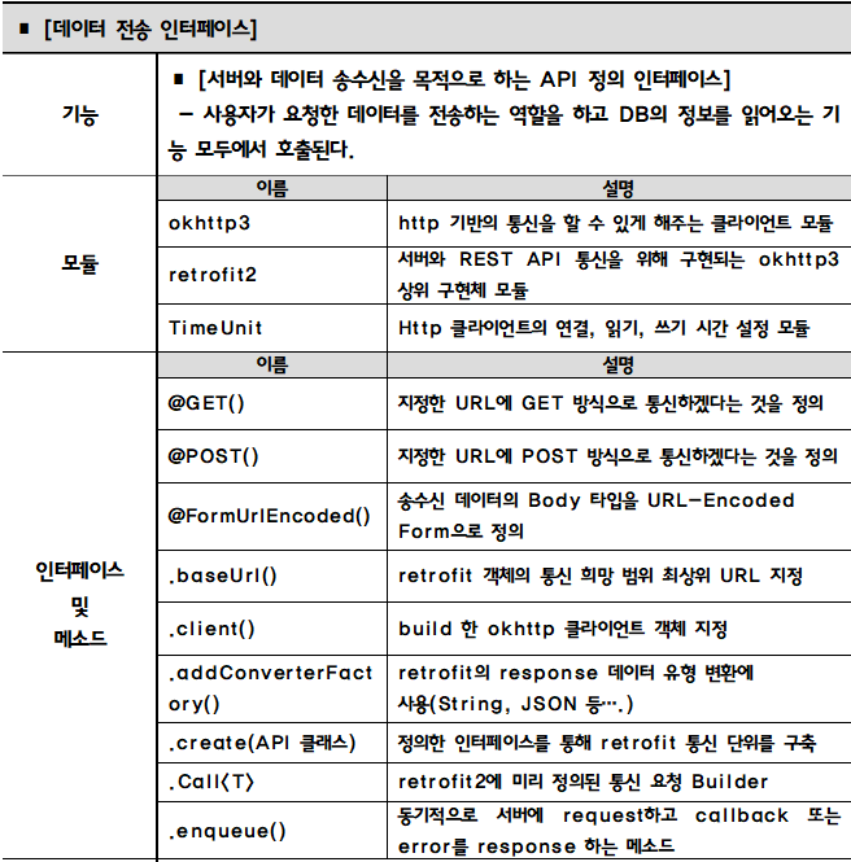 ■ [데이터 전송 인터페이스]
기능
■ [서버와 데이터 송수신을 목적으로 하는 API 정의 인터페이스]
- 사용자가 요청한 데이터를 전송하는 역할을 하고 DB의 정보를 읽어오는 기
능 모두에서 호출된다.
모듈
이름 설명
okhttp3 http 기반의 통신을 할 수 있게 해주는 클라이언트 모듈
retrofit2 서버와 REST API 통신을 위해 구현되는 okhttp3
상위 구현체 모듈
TimeUnit Http 클라이언트의 연결, 읽기, 쓰기 시간 설정 모듈
인터페이스
및
메소드
이름 설명
@GET() 지정한 URL에 GET 방식으로 통신하겠다는 것을 정의
@POST() 지정한 URL에 POST 방식으로 통신하겠다는 것을 정의
@FormUrlEncoded() 송수신 데이터의 Body 타입을 URL-Encoded
Form으로 정의
.baseUrl() retrofit 객체의 통신 희망 범위 최상위 URL 지정
.client() build 한 okhttp 클라이언트 객체 지정
.addConverterFact
ory()
retrofit의 response 데이터 유형 변환에
사용(String, JSON 등….)
.create(API 클래스) 정의한 인터페이스를 통해 retrofit 통신 단위를 구축
.Call<T> retrofit2에 미리 정의된 통신 요청 Builder
.enqueue() 동기적으로 서버에 request하고 callback 또는
error를 response 하는 메소드